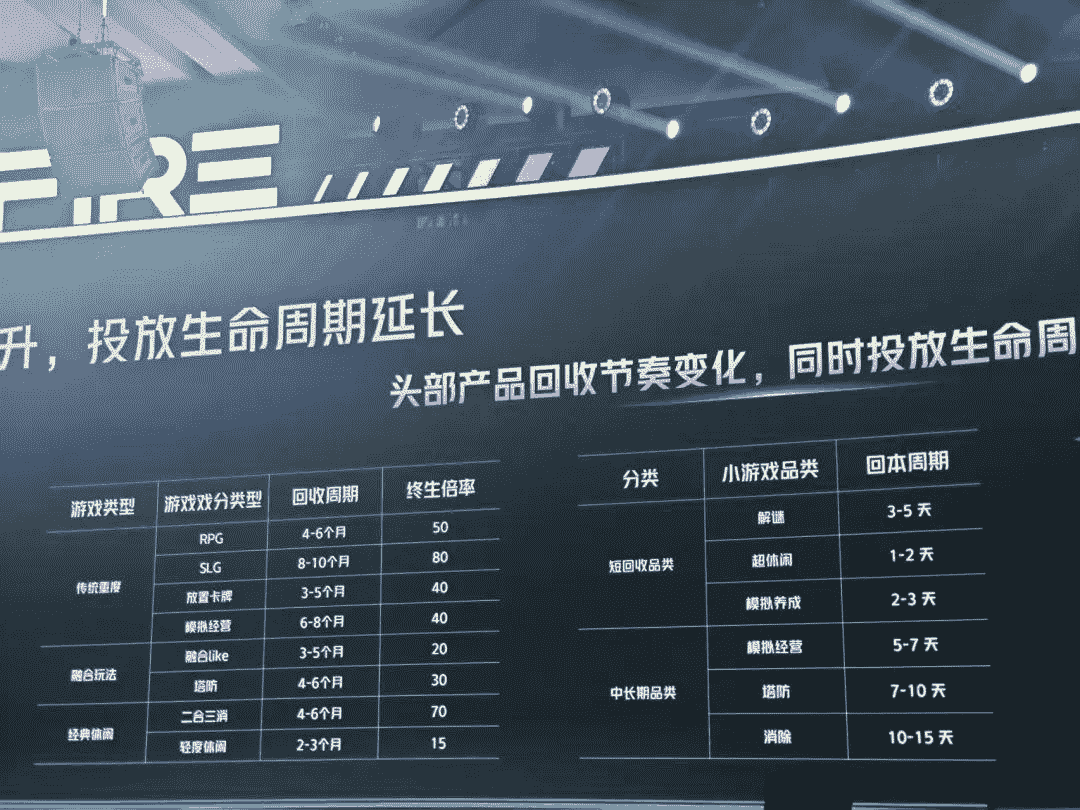 FIRE
升，投放生命周期延长
头部产品回收节奏变化，同时投放生命周
游戏类型 游戏戏分类型 回收周期 终生倍率
传统重度
RPG 4-6个月 50
SLG 8-10个月 80
放置卡牌 3-5个月 40
模拟经营 6-8个月 40
融合玩法
融合like 3-5个月 20
塔防 4-6个月 30
经典休闲
二合三消 4-6个月 70
轻度休闲 2-3个月 15
分类 小游戏品类 回本周期
短回收品类
解谜 3-5 天
超休闲 1-2 天
模拟养成 2-3 天
中长期品类
模拟经营 5-7 天
塔防 7-10 天
消除 10-15 天